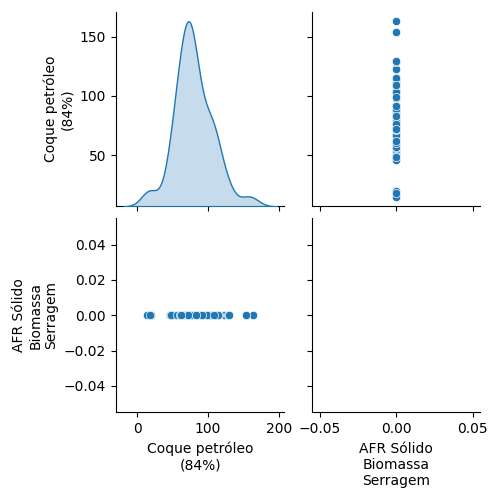 Coque petróleo
(84%)
150
100
50
AFR Sólido
Biomassa
Serragem
0.04
0.02
0.00
−0.02
−0.04
0
100
200
Coque petróleo
(84%)
−0.05
0.00
0.05
AFR Sólido
Biomassa
Serragem